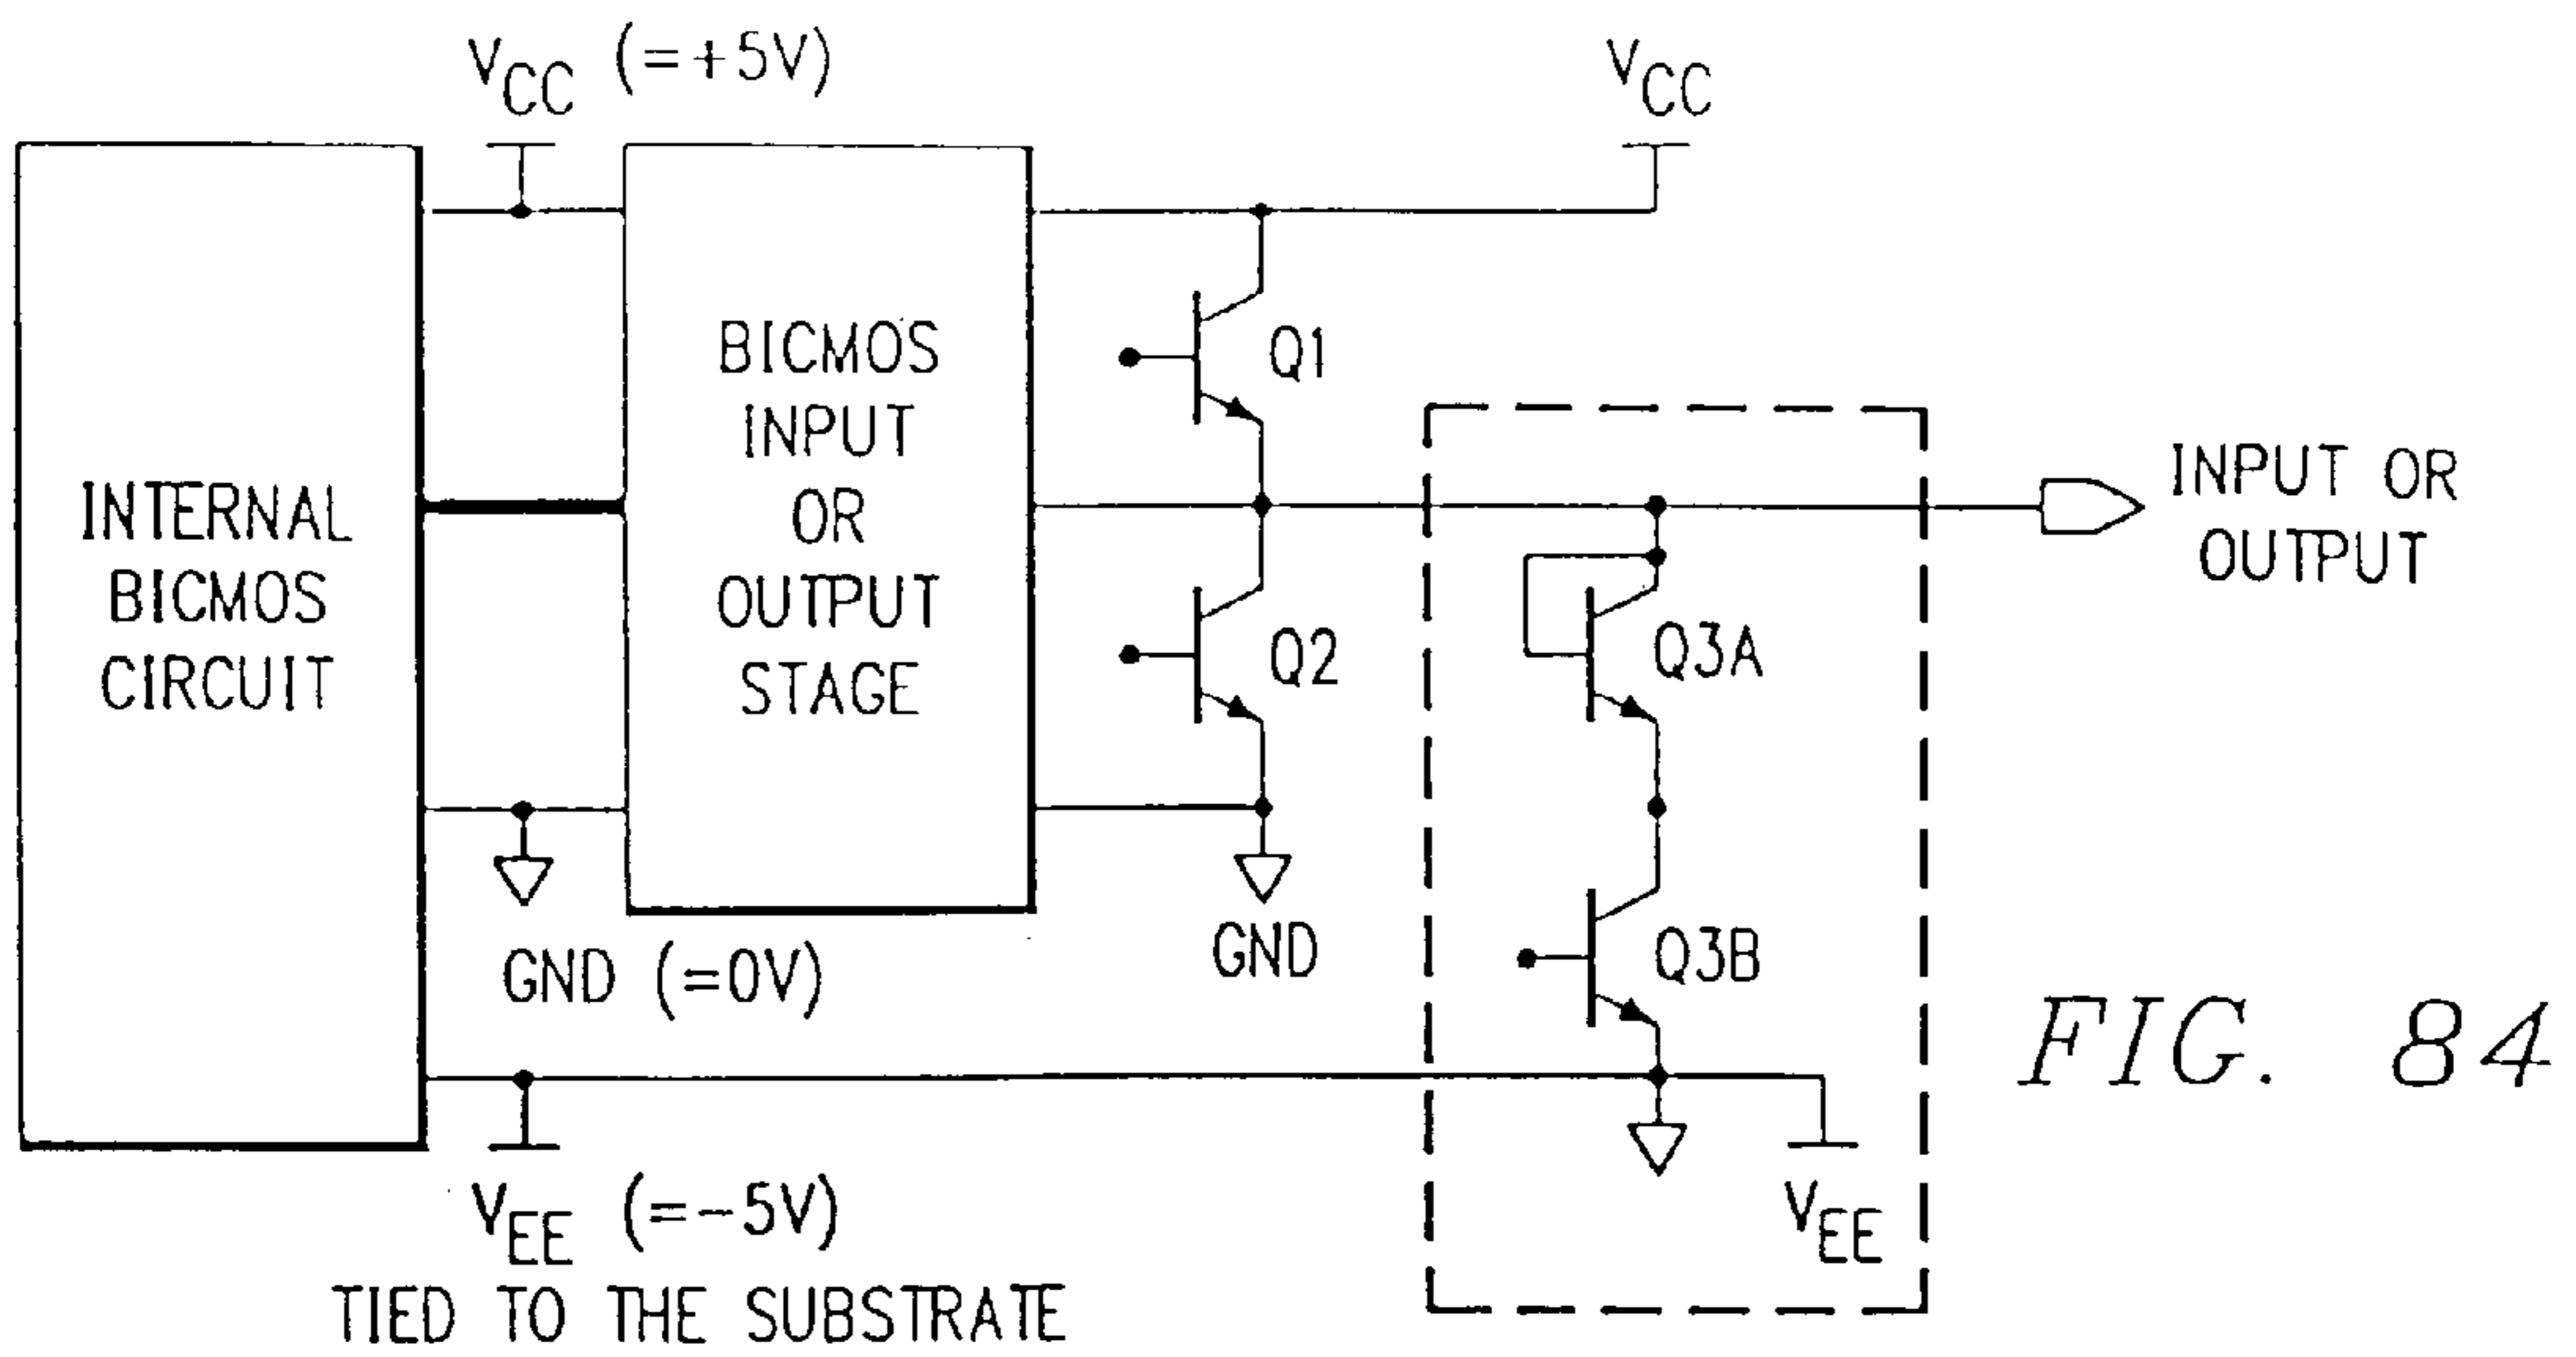 VCC (=+5V)
VCC
INTERNAL
BICMOS
CIRCUIT
BICMOS
INPUT
OR
OUTPUT
STAGE
Q1
Q2
Q3A
Q3B
INPUT OR
OUTPUT
GND (=0V)
GND
VEE (=-5V)
TIED TO THE SUBSTRATE
VEE
FIG. 84